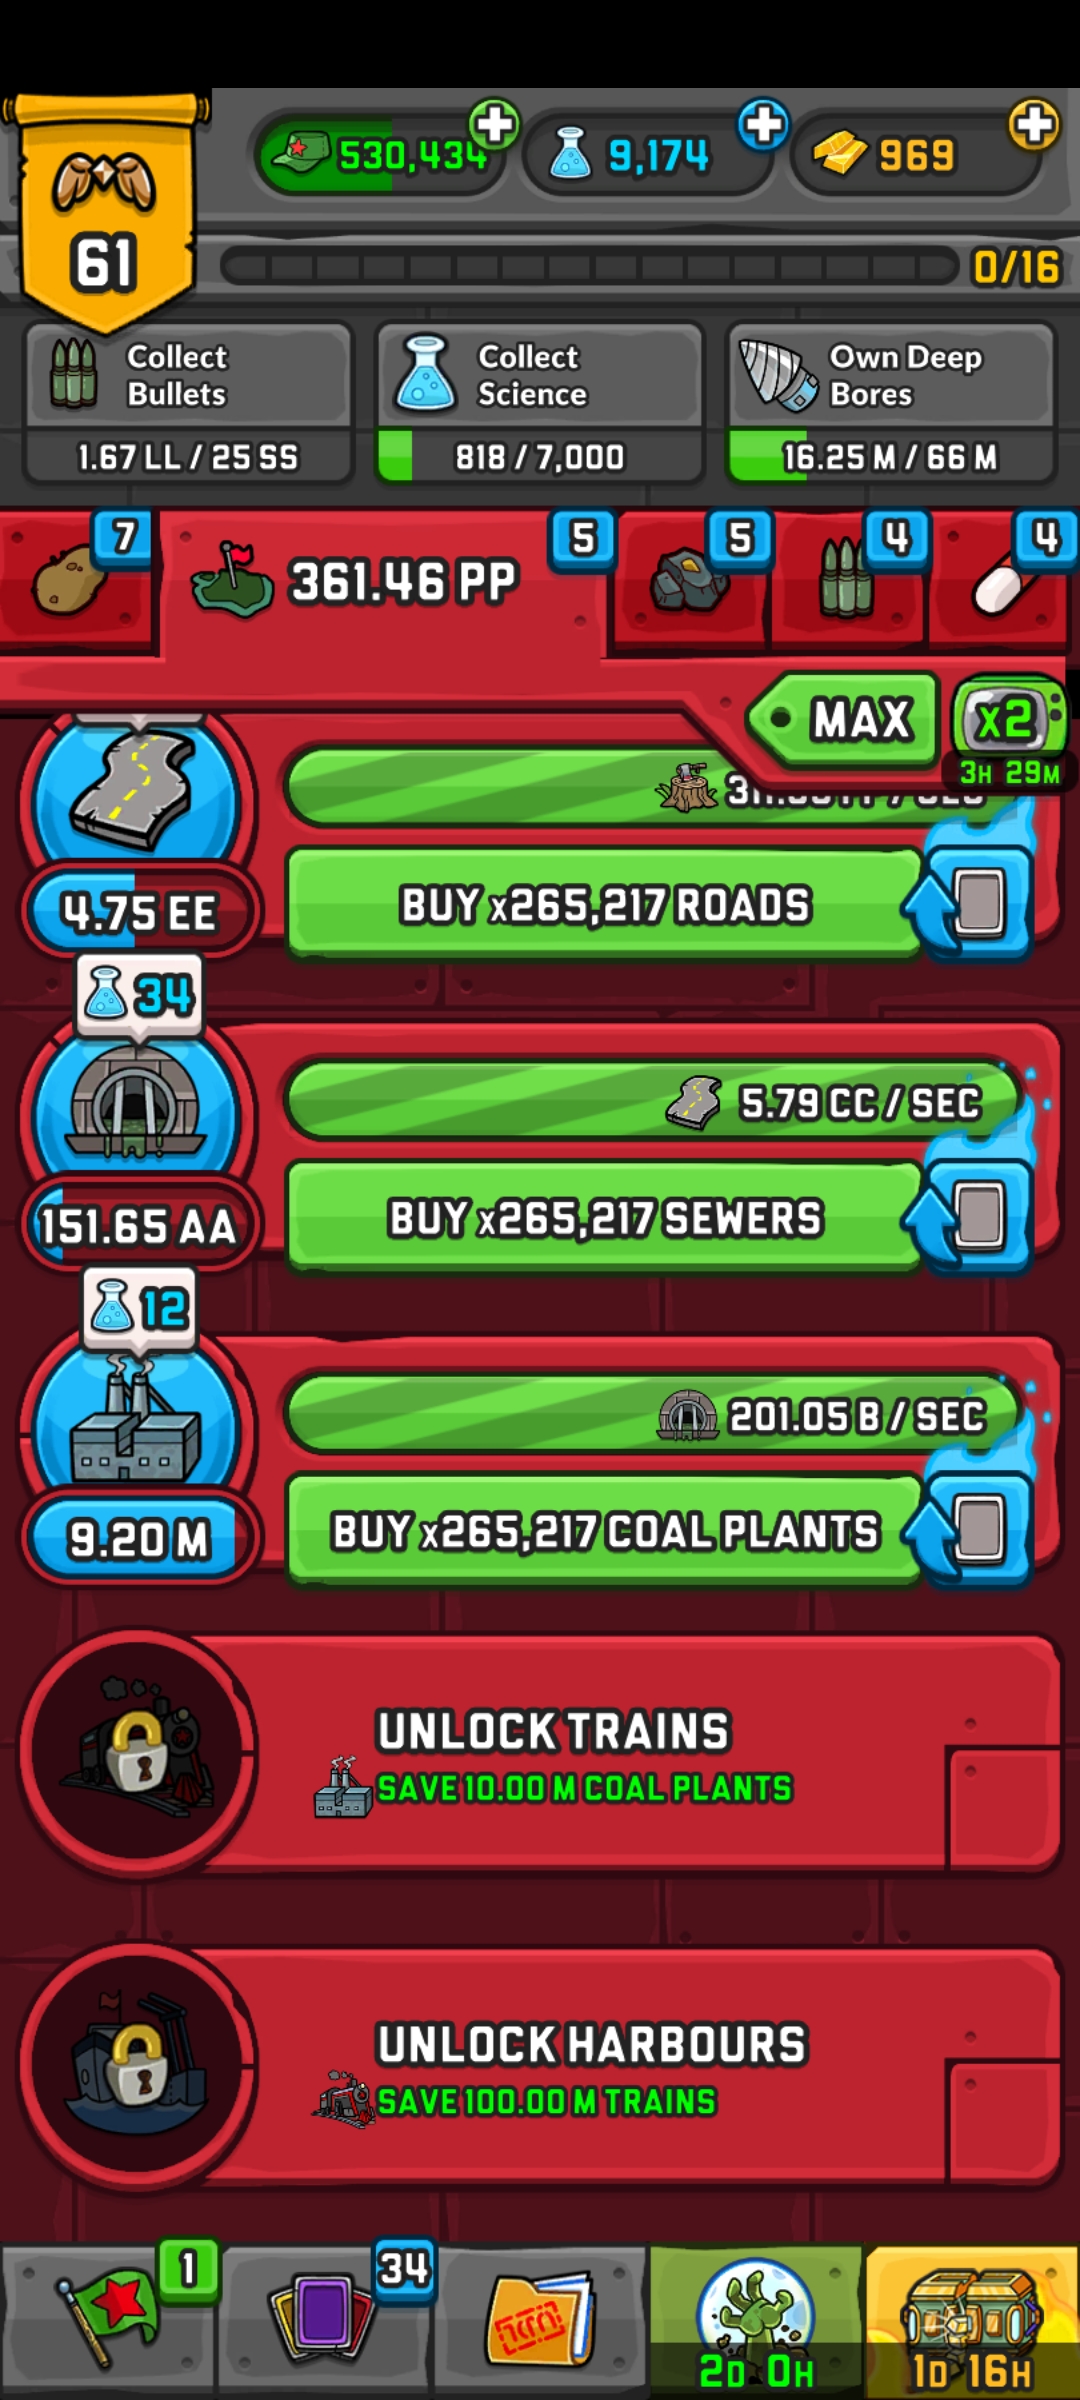 530,434
9,174
969
61
0/16
Collect
Bullets
1.67 LL / 25 SS
Collect
Science
818 / 7,000
Own Deep
Bores
16.25 M / 66 M
7
361.46 PP
5
5
4
4
MAX
x2
3H 29M
4.75 EE
BUY x265,217 ROADS
34
5.79 CC / SEC
151.65 AA
BUY x265,217 SEWERS
12
201.05 B / SEC
9.20 M
BUY x265,217 COAL PLANTS
UNLOCK TRAINS
SAVE 10.00 M COAL PLANTS
UNLOCK HARBOURS
SAVE 100.00 M TRAINS
1
34
2D 0H
1D 16H